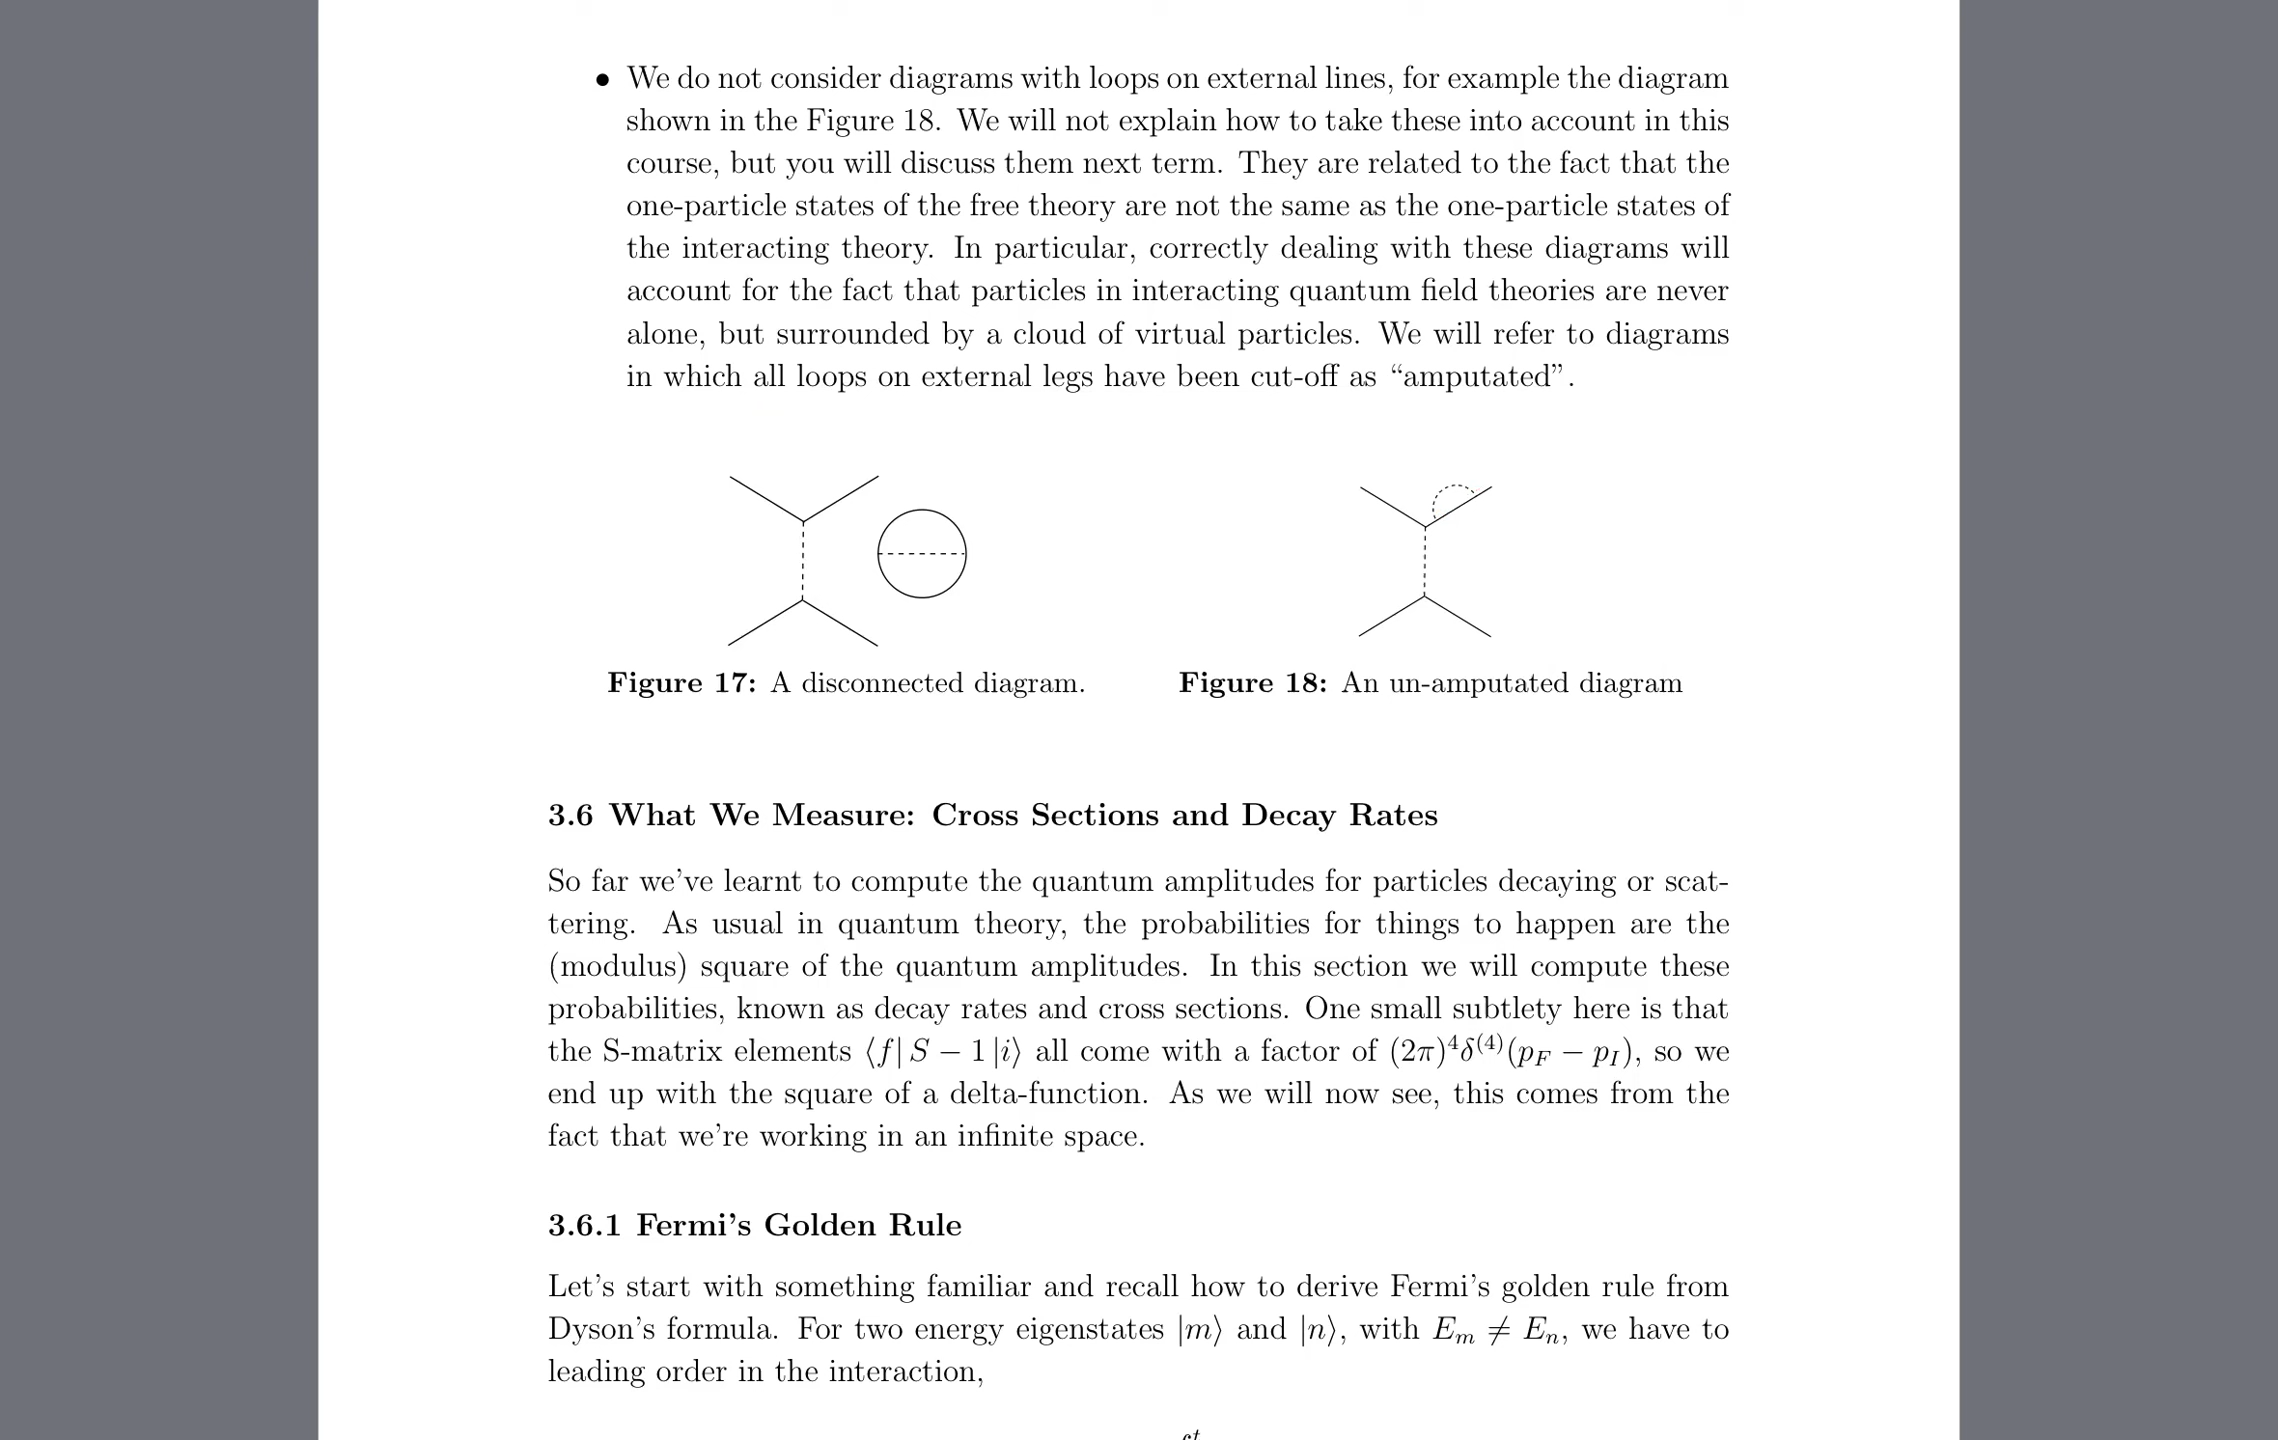 • We do not consider diagrams with loops on external lines, for example the diagram
shown in the Figure 18. We will not explain how to take these into account in this
course, but you will discuss them next term. They are related to the fact that the
one-particle states of the free theory are not the same as the one-particle states of
the interacting theory. In particular, correctly dealing with these diagrams will
account for the fact that particles in interacting quantum field theories are never
alone, but surrounded by a cloud of virtual particles. We will refer to diagrams
in which all loops on external legs have been cut-off as “amputated”.
Figure 17: A disconnected diagram.
Figure 18: An un-amputated diagram
3.6 What We Measure: Cross Sections and Decay Rates
So far we’ve learnt to compute the quantum amplitudes for particles decaying or scat-
tering. As usual in quantum theory, the probabilities for things to happen are the
(modulus) square of the quantum amplitudes. In this section we will compute these
probabilities, known as decay rates and cross sections. One small subtlety here is that
the S-matrix elements ⟨f| S − 1 |i⟩ all come with a factor of (2π)⁴δ⁽⁴⁾(p_F − p_I), so we
end up with the square of a delta-function. As we will now see, this comes from the
fact that we’re working in an infinite space.
3.6.1 Fermi’s Golden Rule
Let’s start with something familiar and recall how to derive Fermi’s golden rule from
Dyson’s formula. For two energy eigenstates |m⟩ and |n⟩, with E_m ≠ E_n, we have to
leading order in the interaction,